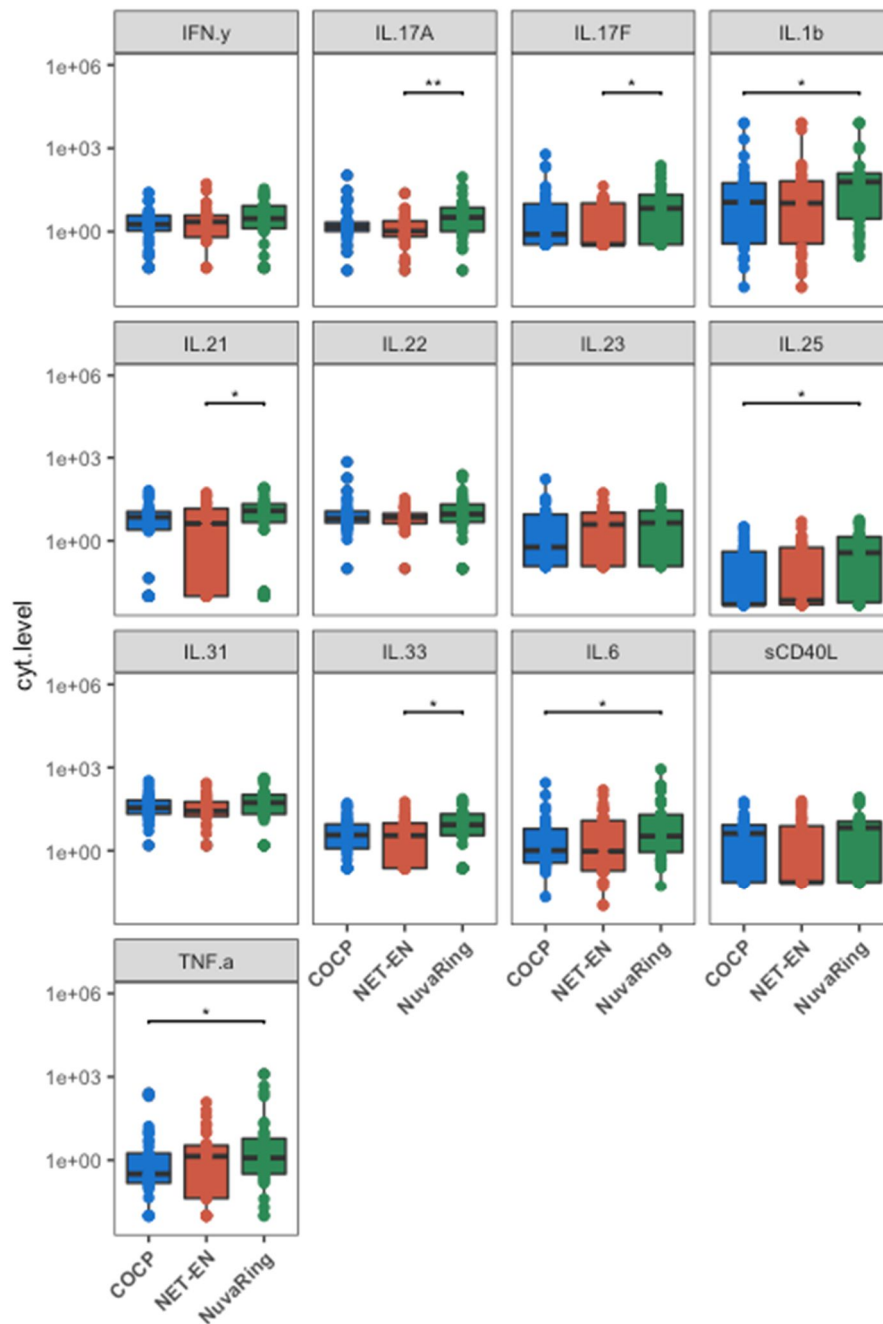 IFN.y IL.17A IL.17F IL.1b
1e+06
** * *
1e+03
1e+00
IL.21 IL.22 IL.23 IL.25
1e+06
* *
1e+03
1e+00
cyt.level
IL.31 IL.33 IL.6 sCD40L
1e+06
* *
1e+03
1e+00
COCP NET-EN NuvaRing COCP NET-EN NuvaRing COCP NET-EN NuvaRing
TNF.a
1e+06
*
1e+03
1e+00
COCP NET-EN NuvaRing